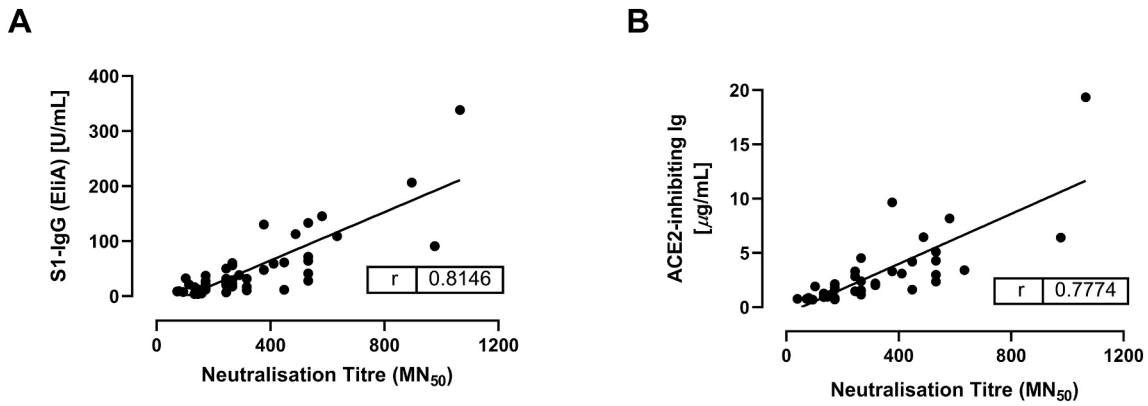 A
S1-IgG (EliA) [U/mL]
400
300
200
100
0
r 0.8146
0 400 800 1200
Neutralisation Titre (MN50)
B
ACE2-inhibiting Ig
[μg/mL]
20
15
10
5
0
r 0.7774
0 400 800 1200
Neutralisation Titre (MN50)